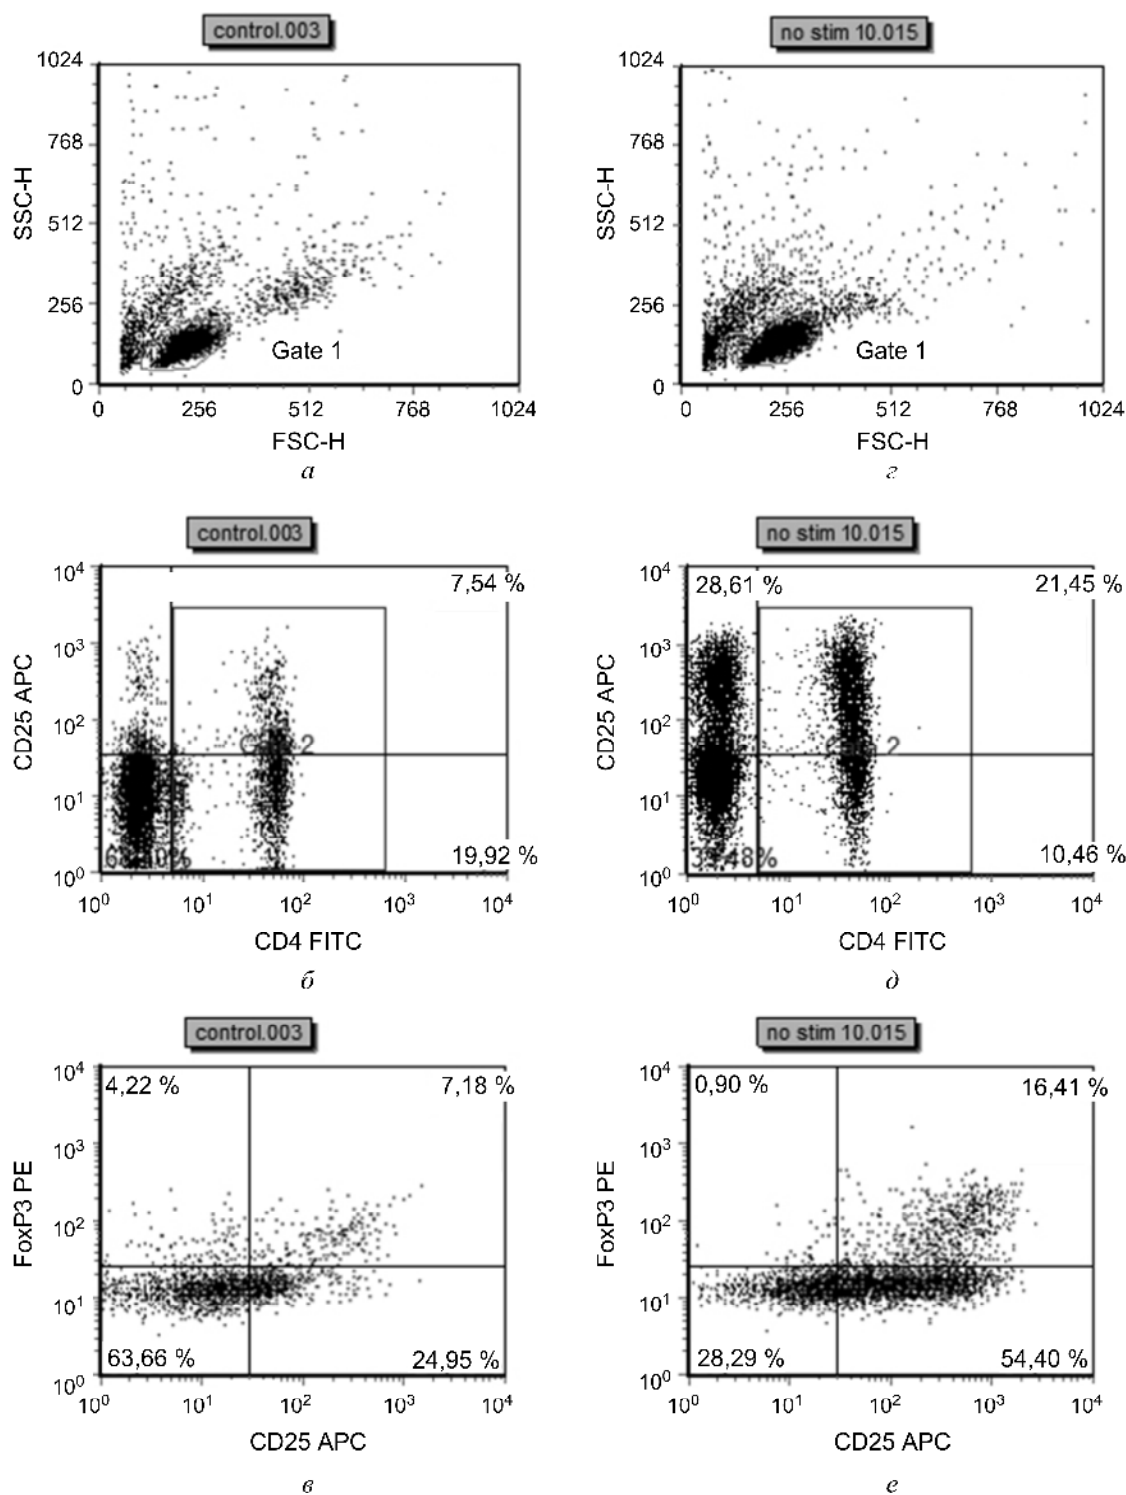 control.003
no stim 10.015
1024
768
512
256
0
SSC-H
Gate 1
0 256 512 768 1024
FSC-H
а
1024
768
512
256
0
SSC-H
Gate 1
0 256 512 768 1024
FSC-H
г
control.003
no stim 10.015
10⁴
10³
10²
10¹
10⁰
CD25 APC
7,54 %
2
19,92 %
10⁰ 10¹ 10² 10³ 10⁴
CD4 FITC
б
10⁴
10³
10²
10¹
10⁰
CD25 APC
28,61 %
21,45 %
2
10,46 %
10⁰ 10¹ 10² 10³ 10⁴
CD4 FITC
д
control.003
no stim 10.015
10⁴
10³
10²
10¹
10⁰
FoxP3 PE
4,22 %
7,18 %
63,66 %
24,95 %
10⁰ 10¹ 10² 10³ 10⁴
CD25 APC
в
10⁴
10³
10²
10¹
10⁰
FoxP3 PE
0,90 %
16,41 %
28,29 %
54,40 %
10⁰ 10¹ 10² 10³ 10⁴
CD25 APC
е